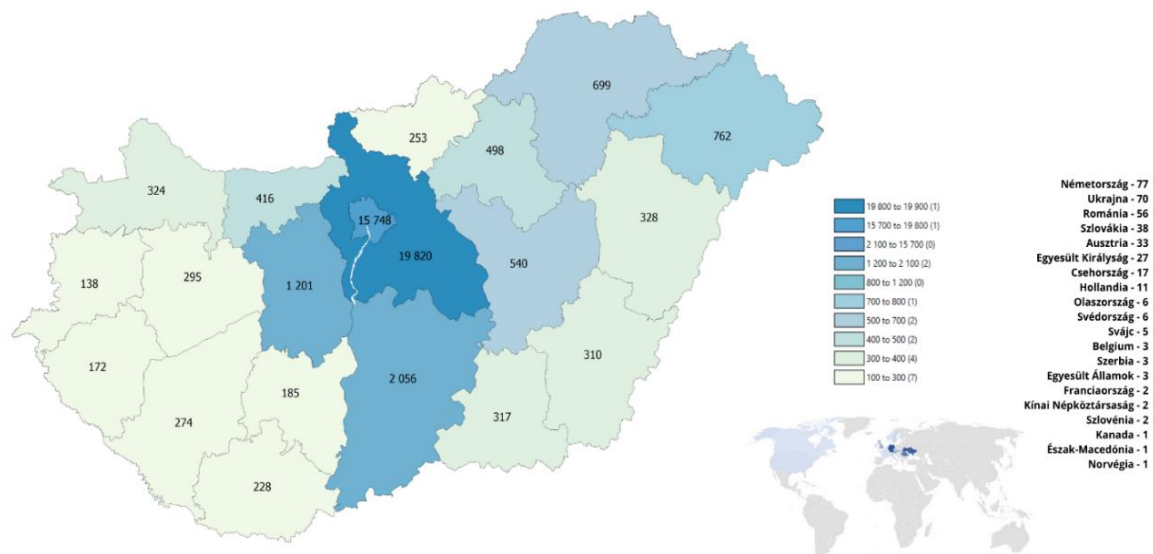 699
762
253
498
324
416
15 748
328
19 820
540
1 201
295
138
172
185
2 056
310
317
274
228
19 800 to 19 900 (1)
15 700 to 19 800 (1)
2 100 to 15 700 (0)
1 200 to 2 100 (2)
800 to 1 200 (0)
700 to 800 (1)
500 to 700 (2)
400 to 500 (2)
300 to 400 (4)
100 to 300 (7)
Németország - 77
Ukrajna - 70
Románia - 56
Szlovákia - 38
Ausztria - 33
Egyesült Királyság - 27
Csehország - 17
Hollandia - 11
Olaszország - 6
Svédország - 6
Svájc - 5
Belgium - 3
Szerbia - 3
Egyesült Államok - 3
Franciaország - 2
Kínai Népköztársaság - 2
Szlovénia - 2
Kanada - 1
Észak-Macedónia - 1
Norvégia - 1